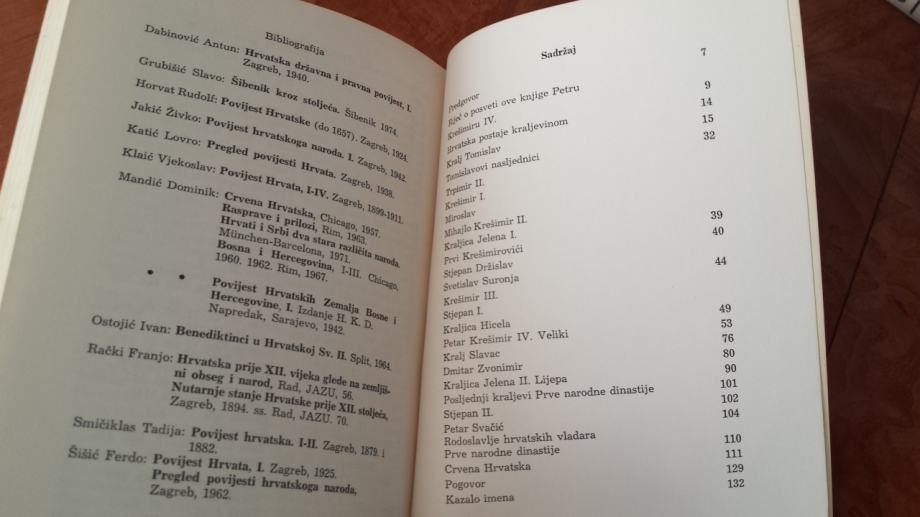 Bibliografija
Dabinović Antun: Hrvatska državna i pravna povijest, I.
Zagreb, 1940.
Grubišić Slavo: Šibenik kroz stoljeća. Šibenik 1974.
Horvat Rudolf: Povijest Hrvatske (do 1657). Zagreb, 1924.
Jakić Živko: Povijest hrvatskoga naroda. I. Zagreb, 1942.
Katić Lovro: Pregled povijesti Hrvata. Zagreb, 1938.
Klaić Vjekoslav: Povijest Hrvata, I-IV. Zagreb, 1899-1911.
Mandić Dominik: Crvena Hrvatska, Chicago, 1957.
Rasprave i prilozi, Rim, 1963.
Hrvati i Srbi dva stara različita naroda.
München-Barcelona, 1971.
Bosna i Hercegovina, I-III. Chicago,
1960. 1962. Rim, 1967.
• • Povijest Hrvatskih Zemalja Bosne i
Hercegovine, I. Izdanje H. K. D.
Napredak, Sarajevo, 1942.
Ostojić Ivan: Benediktinci u Hrvatskoj Sv. II. Split, 1964.
Rački Franjo: Hrvatska prije XII. vijeka glede na zemljiš-
ni obseg i narod, Rad, JAZU, 56.
Nutarnje stanje Hrvatske prije XII. stoljeća,
Zagreb, 1894. ss. Rad, JAZU. 70.
Smičiklas Tadija: Povijest hrvatska. I-II. Zagreb, 1879. i
1882.
Šišić Ferdo: Povijest Hrvata, I. Zagreb, 1925.
Pregled povijesti hrvatskoga naroda,
Zagreb, 1962.
Sadržaj
Predgovor 7
Riječ o posveti ove knjige Petru
Krešimiru IV. 9
Hrvatska postaje kraljevinom 14
Kralj Tomislav 15
Tomislavovi nasljednici 32
Trpimir II.
Krešimir I.
Miroslav
Mihajlo Krešimir II.
Kraljica Jelena I. 39
Prvi Krešimirovići 40
Stjepan Držislav
Svetislav Suronja 44
Krešimir III.
Stjepan I.
Kraljica Hicela 49
Petar Krešimir IV. Veliki 53
Kralj Slavac 76
Dmitar Zvonimir 80
Kraljica Jelena II. Lijepa 90
Posljednji kraljevi Prve narodne dinastije 101
Stjepan II. 102
Petar Svačić 104
Rodoslavlje hrvatskih vladara
Prve narodne dinastije 110
Crvena Hrvatska 111
Pogovor 129
Kazalo imena 132